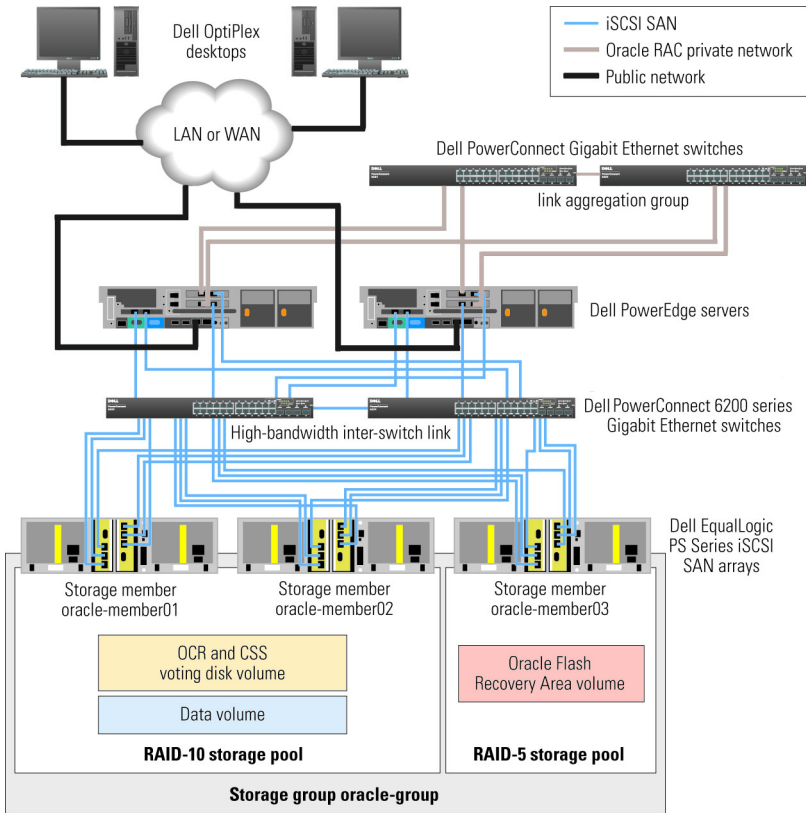 Dell OptiPlex
desktops
iSCSI SAN
Oracle RAC private network
Public network
LAN or WAN
Dell PowerConnect Gigabit Ethernet switches
DELL
DELL
link aggregation group
Dell PowerEdge servers
DELL
DELL
High-bandwidth inter-switch link
Dell PowerConnect 6200 series
Gigabit Ethernet switches
Dell EqualLogic
PS Series iSCSI
SAN arrays
Storage member
oracle-member01
Storage member
oracle-member02
Storage member
oracle-member03
OCR and CSS
voting disk volume
Data volume
Oracle Flash
Recovery Area volume
RAID-10 storage pool
RAID-5 storage pool
Storage group oracle-group